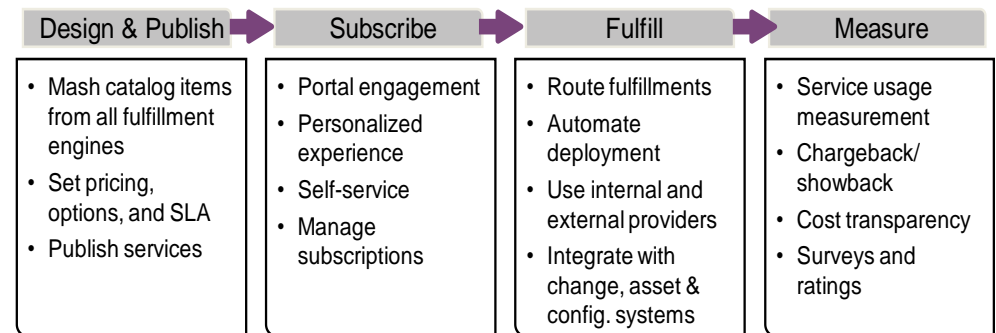 Design & Publish
Subscribe
Fulfill
Measure
• Mash catalog items
from all fulfillment
engines
• Set pricing,
options, and SLA
• Publish services
• Portal engagement
• Personalized
experience
• Self-service
• Manage
subscriptions
• Route fulfillments
• Automate
deployment
• Use internal and
external providers
• Integrate with
change, asset &
config. systems
• Service usage
measurement
• Chargeback/
showback
• Cost transparency
• Surveys and
ratings